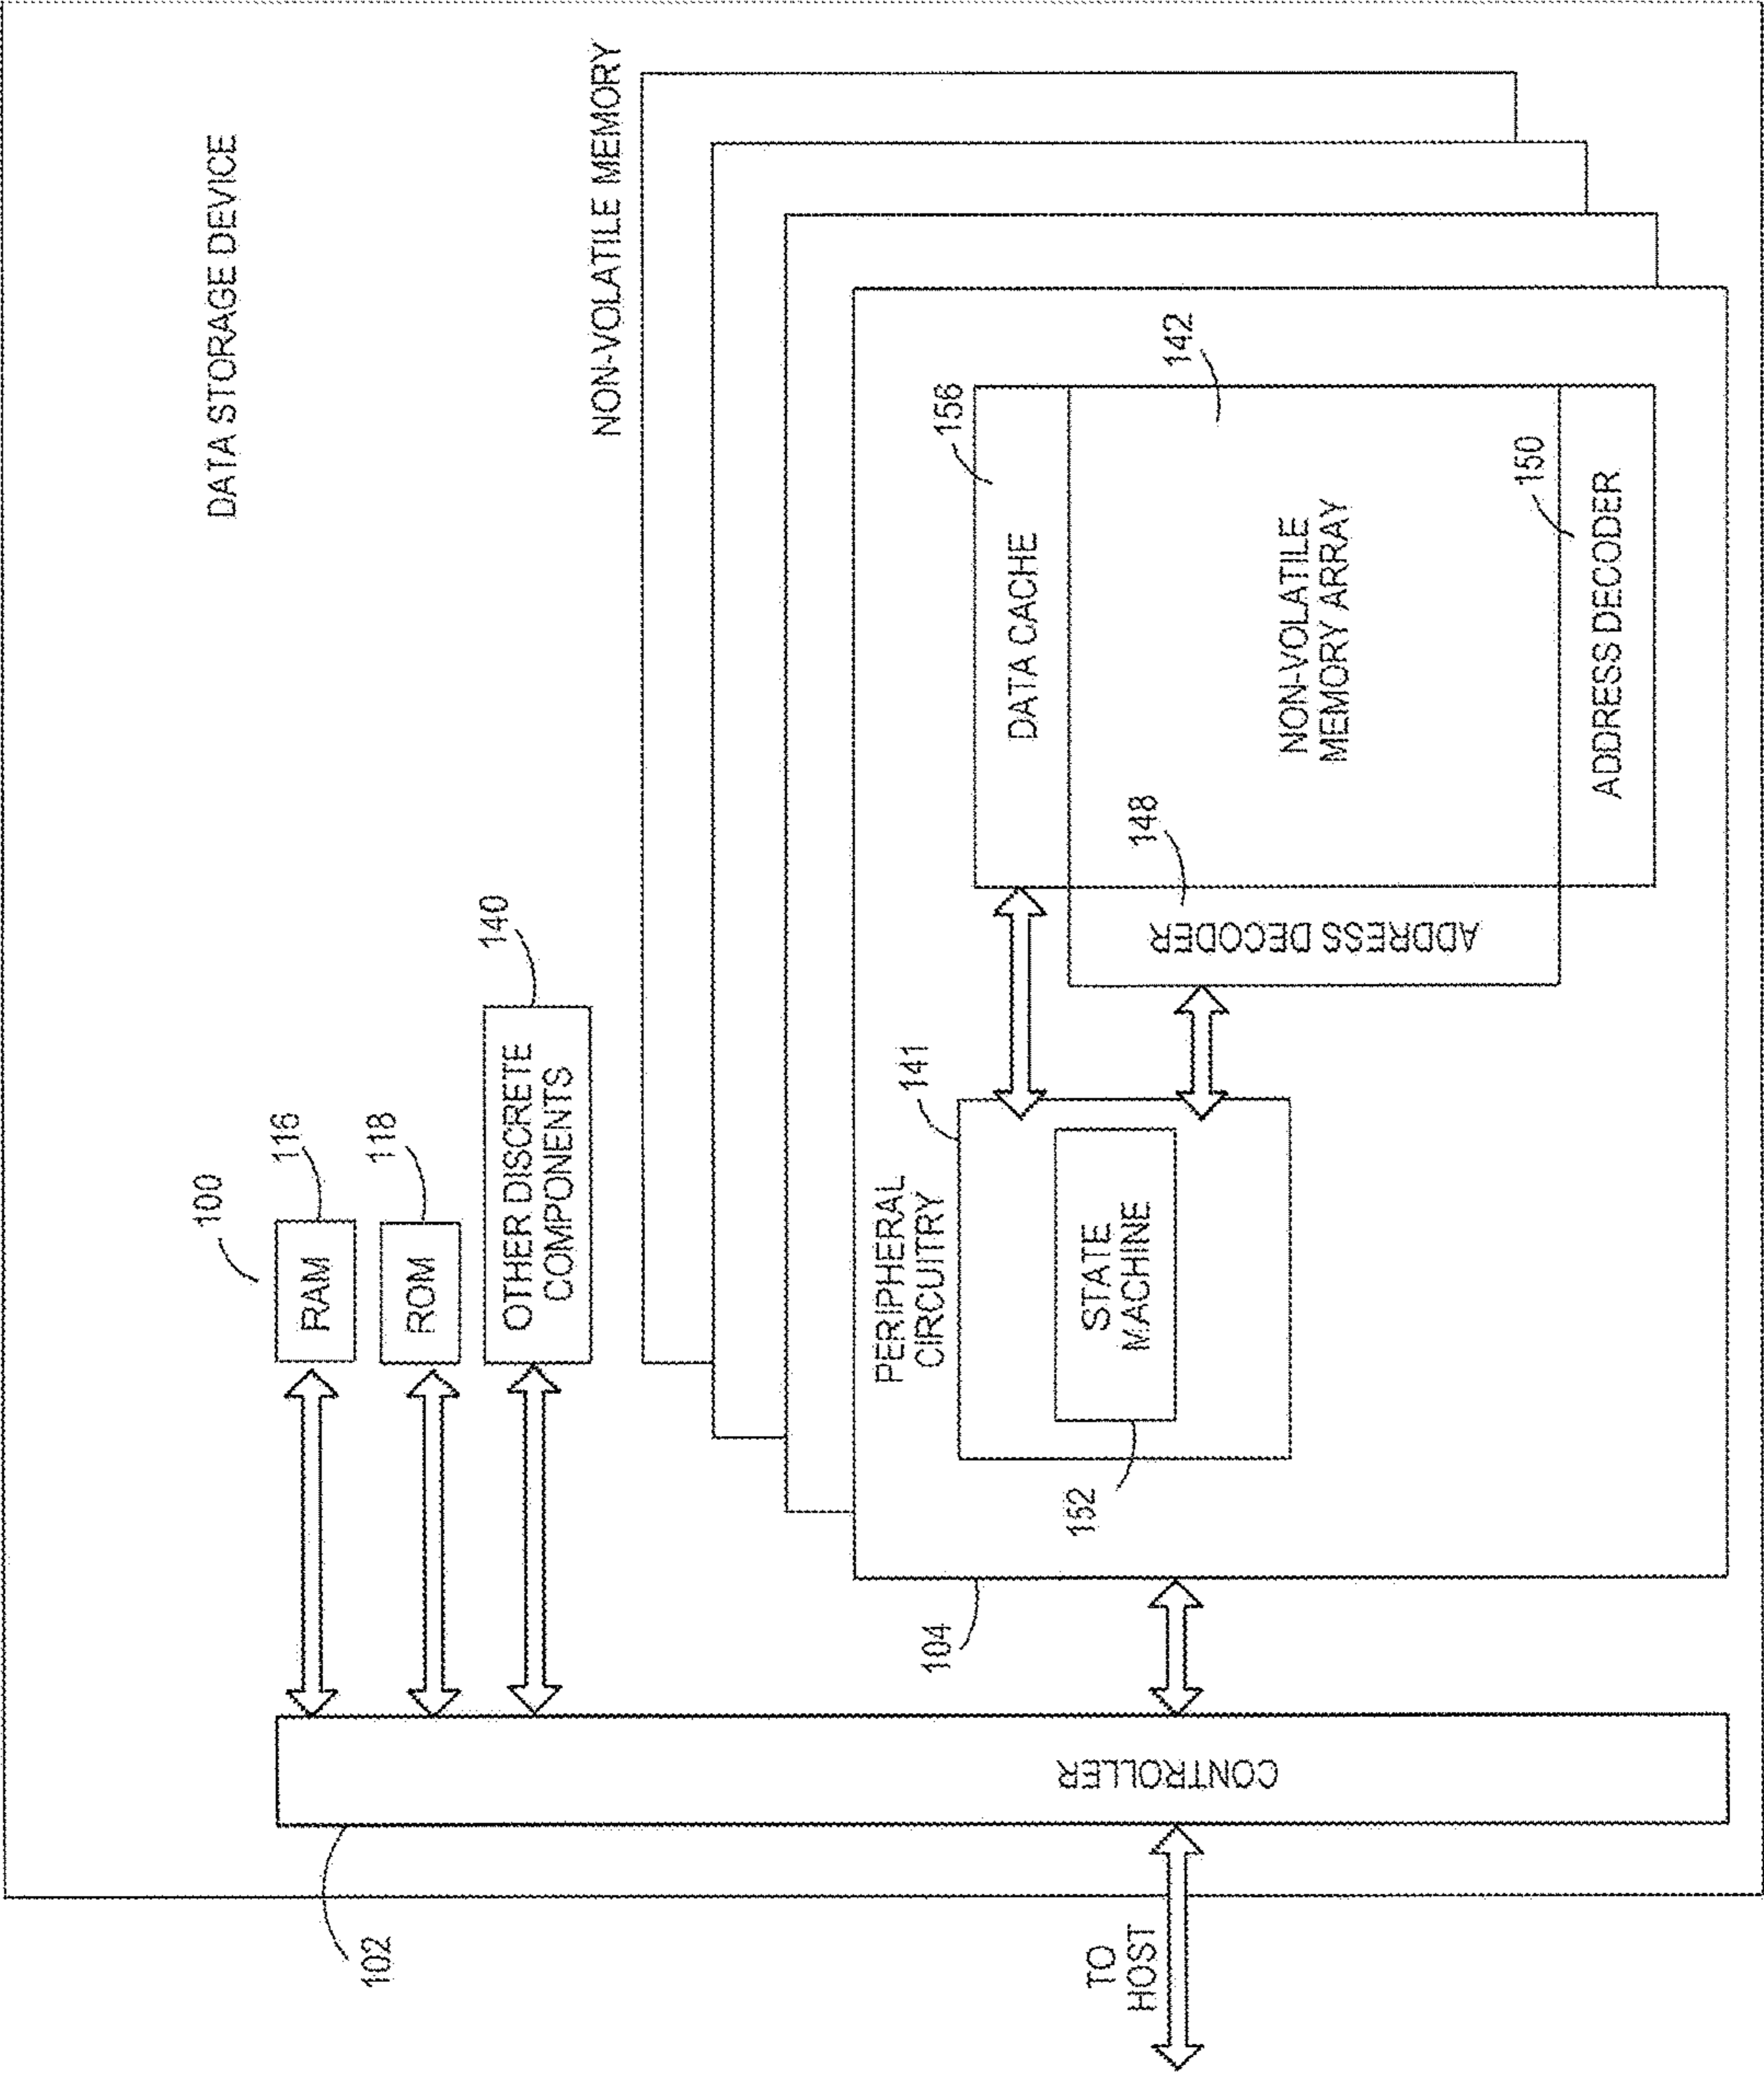 DATA STORAGE DEVICE
100
RAM
116
ROM
118
OTHER DISCRETE
COMPONENTS
140
NON-VOLATILE MEMORY
PERIPHERAL
CIRCUITRY
141
STATE
MACHINE
152
DATA CACHE
156
ADDRESS DECODER
148
NON-VOLATILE
MEMORY ARRAY
142
ADDRESS DECODER
150
104
CONTROLLER
102
TO
HOST